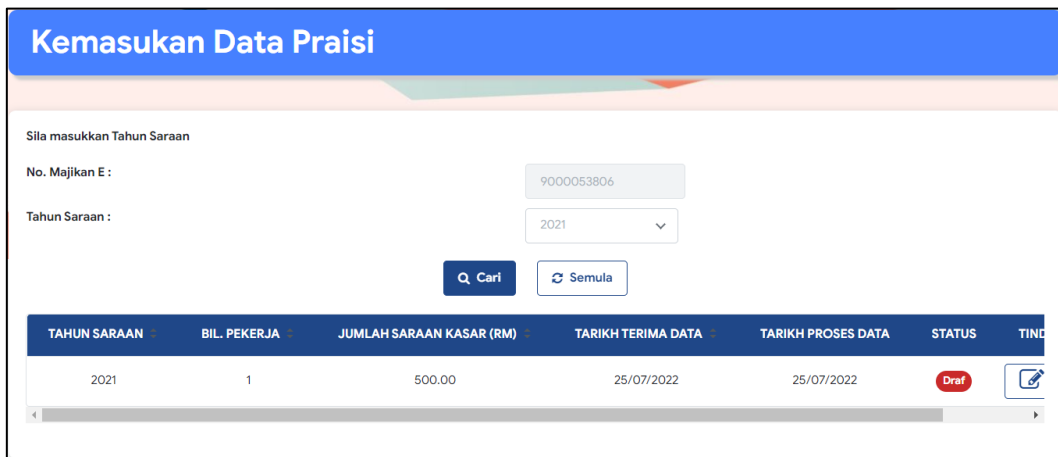 Kemasukan Data Praisi
Sila masukkan Tahun Saraan
No. Majikan E : 9000053806
Tahun Saraan : 2021
Cari Semula
TAHUN SARAAN BIL. PEKERJA JUMLAH SARAAN KASAR (RM) TARIKH TERIMA DATA TARIKH PROSES DATA STATUS TIND
2021 1 500.00 25/07/2022 25/07/2022 Draf